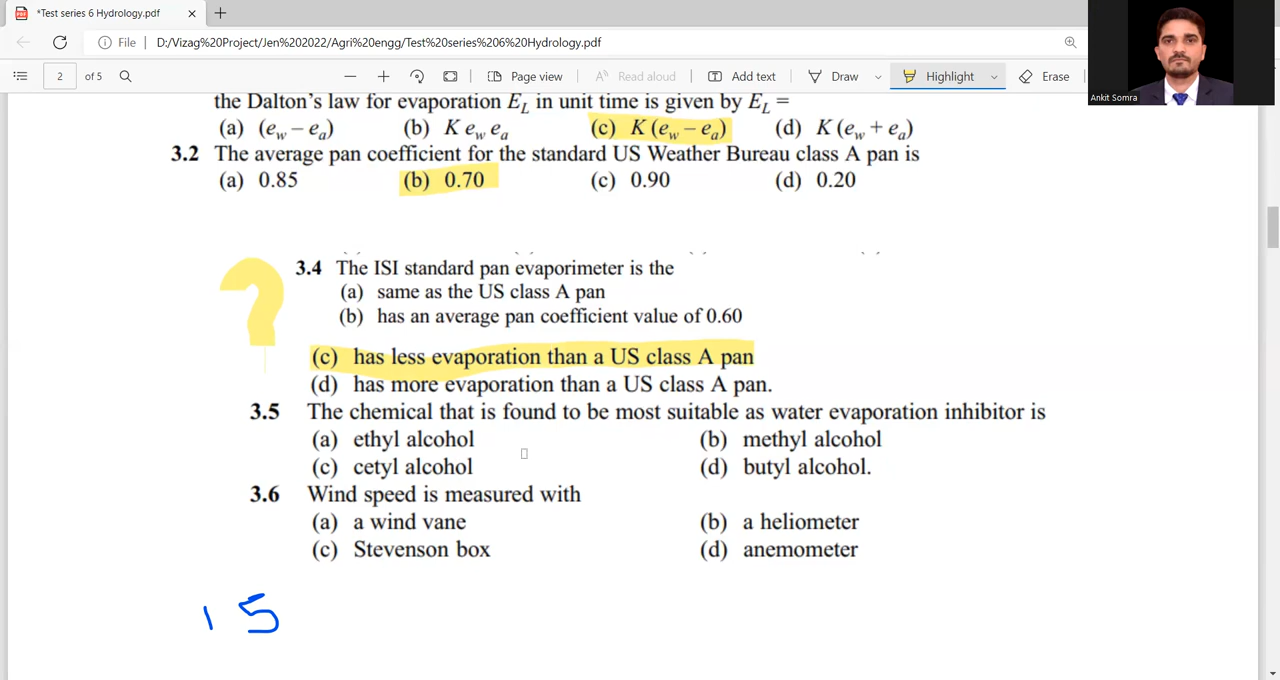 *Test series 6 Hydrology.pdf
File D:/Vizag%20Project/Jen%202022/Agri%20engg/Test%20series%206%20Hydrology.pdf
2 of 5 Page view Read aloud Add text Draw Highlight Erase
Ankit Somra
the Dalton's law for evaporation E_L in unit time is given by E_L =
(a) (e_w – e_a) (b) K e_w e_a (c) K (e_w – e_a) (d) K (e_w + e_a)
3.2 The average pan coefficient for the standard US Weather Bureau class A pan is
(a) 0.85 (b) 0.70 (c) 0.90 (d) 0.20
?
3.4 The ISI standard pan evaporimeter is the
(a) same as the US class A pan
(b) has an average pan coefficient value of 0.60
(c) has less evaporation than a US class A pan
(d) has more evaporation than a US class A pan.
3.5 The chemical that is found to be most suitable as water evaporation inhibitor is
(a) ethyl alcohol (b) methyl alcohol
(c) cetyl alcohol (d) butyl alcohol.
3.6 Wind speed is measured with
(a) a wind vane (b) a heliometer
(c) Stevenson box (d) anemometer
1 5